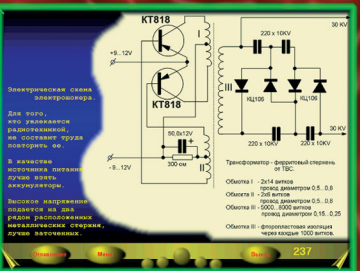 Электрическая схема
электрошокера.
Для того,
кто увлекается
радиотехникой,
не составит труда
повторить ее.
В качестве
источника питания
лучше взять
аккумуляторы.
Высокое напряжение
подается на два
рядом расположенных
металлических стержня,
лучше заточенных.
КТ818
+9...12V
КТ818
I
50,0x12V
300 ом
-9...12V
II
III
30 KV
220 x 10KV
КЦ106
КЦ106
220 x 10KV
220 x 10KV
30 KV
Трансформатор - ферритовый стержень
от ТВС.
Обмотка I - 2x14 витков
провод диаметром 0,5...0,8
Обмотка II - 2x6 витков
провод диаметром 0,5...0,8
Обмотка III - 5000...8000 витков
провод диаметром 0,15...0,25
Обмотка III - фторопластовая изоляция
через каждые 1000 витков.
Оглавление
Меню
Выход
237